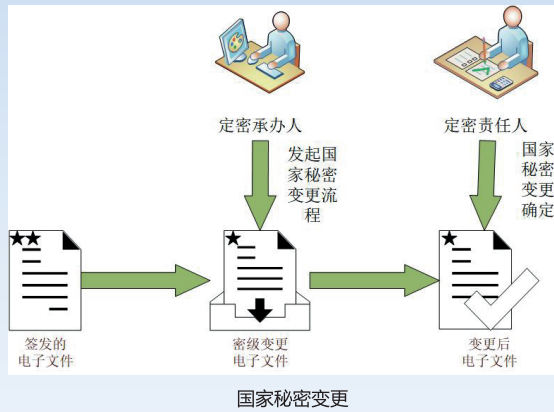 定密承办人
定密责任人
发起国
家秘密
变更流
程
国家
秘密
变更
确定
签发的
电子文件
密级变更
电子文件
变更后
电子文件
国家秘密变更